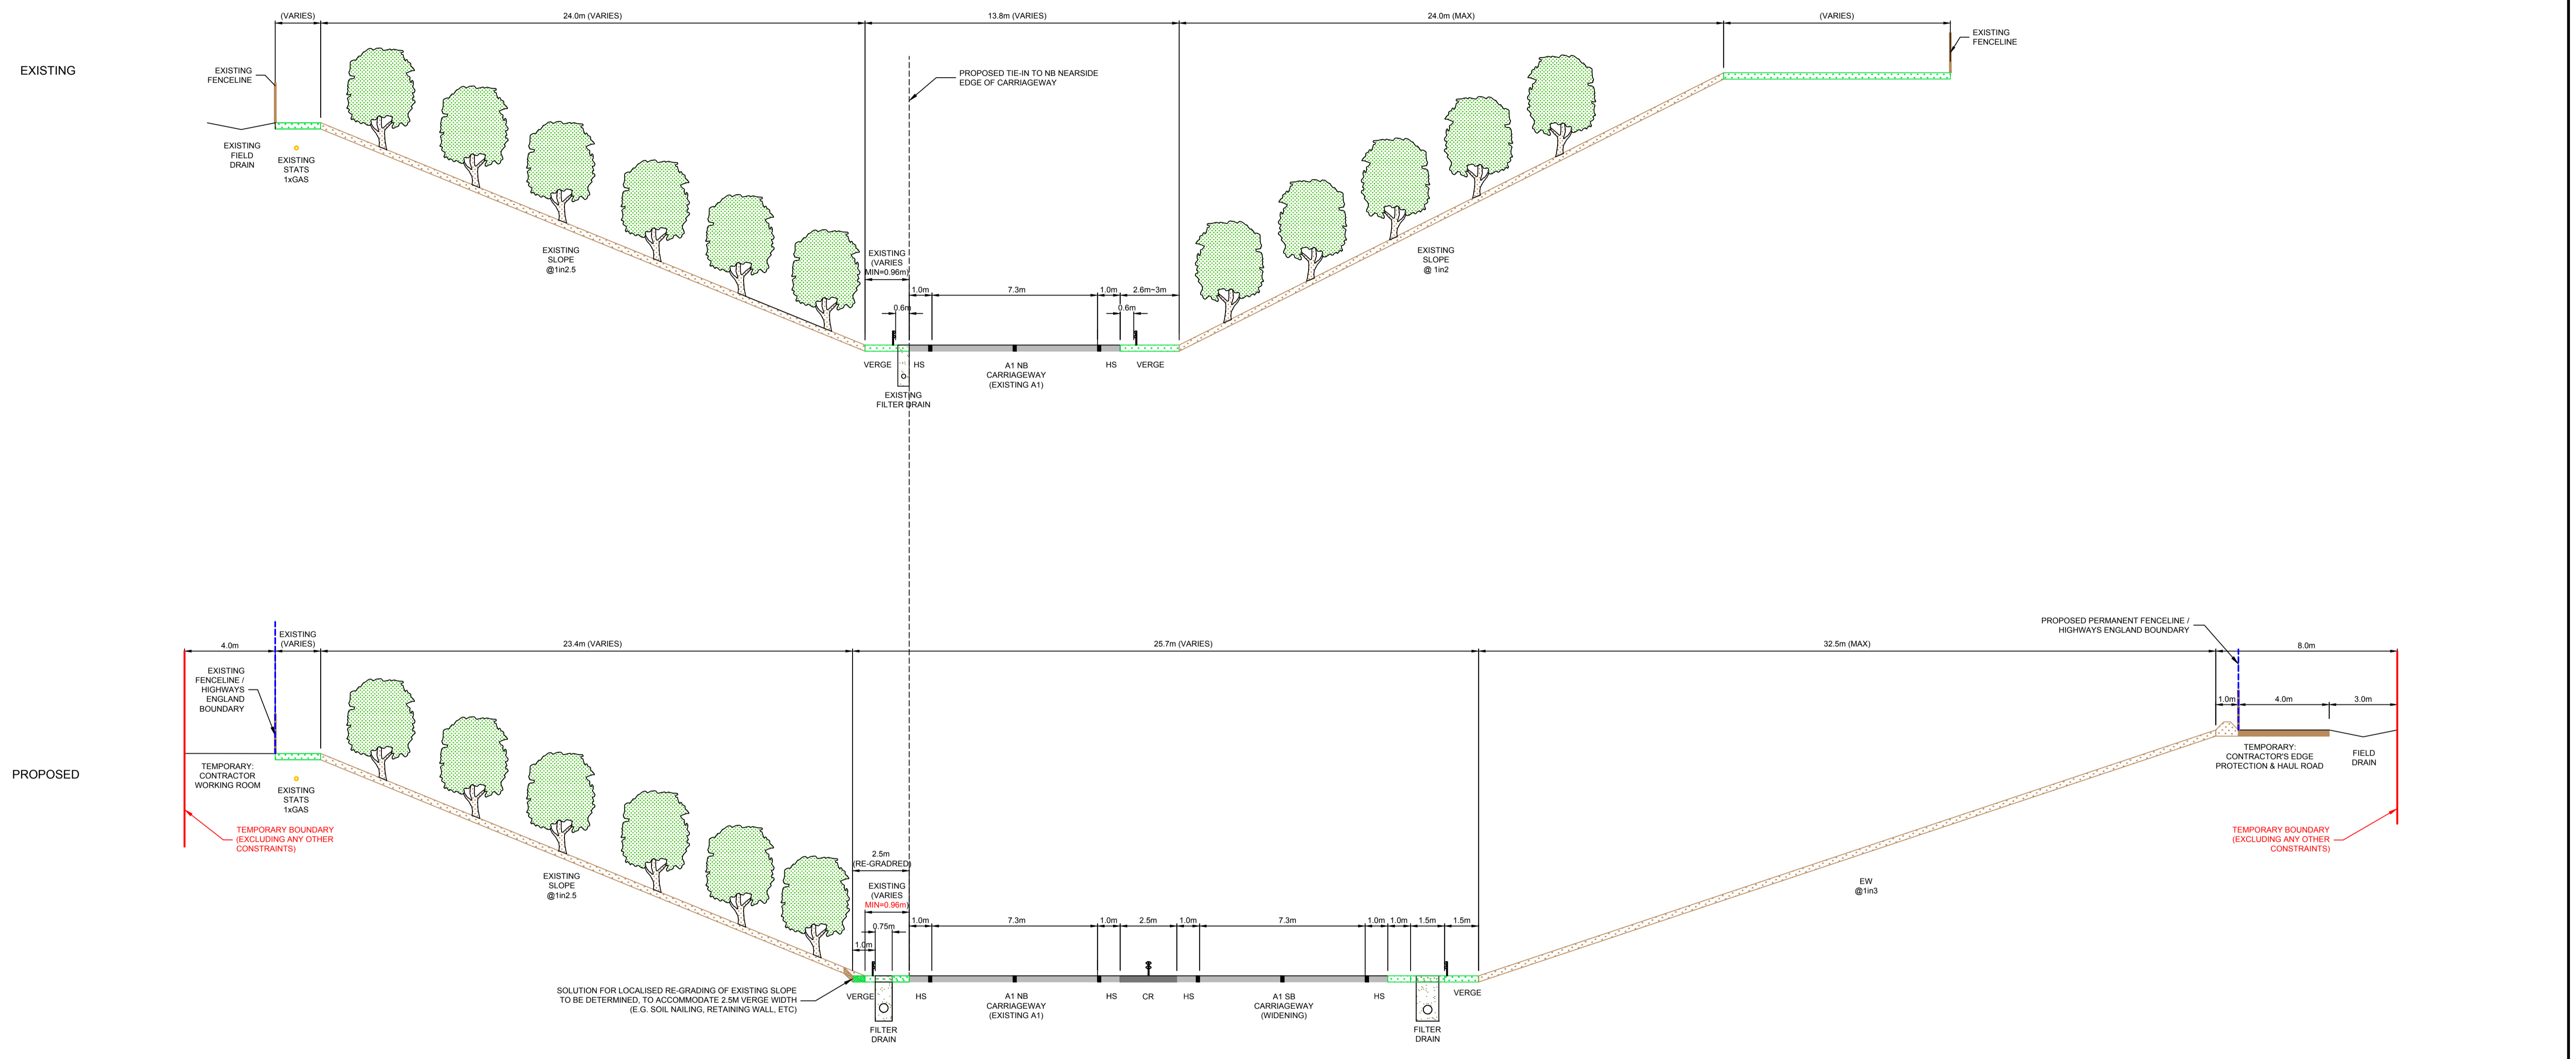 EXISTING
(VARIES)
24.0m (VARIES)
13.8m (VARIES)
24.0m (MAX)
(VARIES)
EXISTING
FENCELINE
EXISTING
FENCELINE
PROPOSED TIE-IN TO NB NEARSIDE
EDGE OF CARRIAGEWAY
EXISTING
FIELD
DRAIN
EXISTING
STATS
1xGAS
EXISTING
SLOPE
@1in2.5
EXISTING
(VARIES
MIN=0.96m)
EXISTING
SLOPE
@ 1in2
1.0m
7.3m
1.0m
2.6m~3m
0.6m
0.6m
VERGE
HS
A1 NB
CARRIAGEWAY
(EXISTING A1)
HS
VERGE
EXISTING
FILTER DRAIN
PROPOSED
4.0m
EXISTING
(VARIES)
23.4m (VARIES)
25.7m (VARIES)
32.5m (MAX)
8.0m
PROPOSED PERMANENT FENCELINE /
HIGHWAYS ENGLAND BOUNDARY
EXISTING
FENCELINE /
HIGHWAYS
ENGLAND
BOUNDARY
1.0m
4.0m
3.0m
TEMPORARY:
CONTRACTOR
WORKING ROOM
EXISTING
STATS
1xGAS
TEMPORARY:
CONTRACTOR'S EDGE
PROTECTION & HAUL ROAD
FIELD
DRAIN
TEMPORARY BOUNDARY
(EXCLUDING ANY OTHER
CONSTRAINTS)
TEMPORARY BOUNDARY
(EXCLUDING ANY OTHER
CONSTRAINTS)
EXISTING
SLOPE
@1in2.5
2.5m
(RE-GRADRED)
EXISTING
(VARIES
MIN=0.96m)
EW
@1in3
1.0m
7.3m
1.0m
2.5m
1.0m
7.3m
1.0m
1.0m
1.5m
1.5m
0.75m
1.0m
SOLUTION FOR LOCALISED RE-GRADING OF EXISTING SLOPE
TO BE DETERMINED, TO ACCOMMODATE 2.5M VERGE WIDTH
(E.G. SOIL NAILING, RETAINING WALL, ETC)
VERGE
HS
A1 NB
CARRIAGEWAY
(EXISTING A1)
HS
CR
HS
A1 SB
CARRIAGEWAY
(WIDENING)
HS
VERGE
FILTER
DRAIN
FILTER
DRAIN